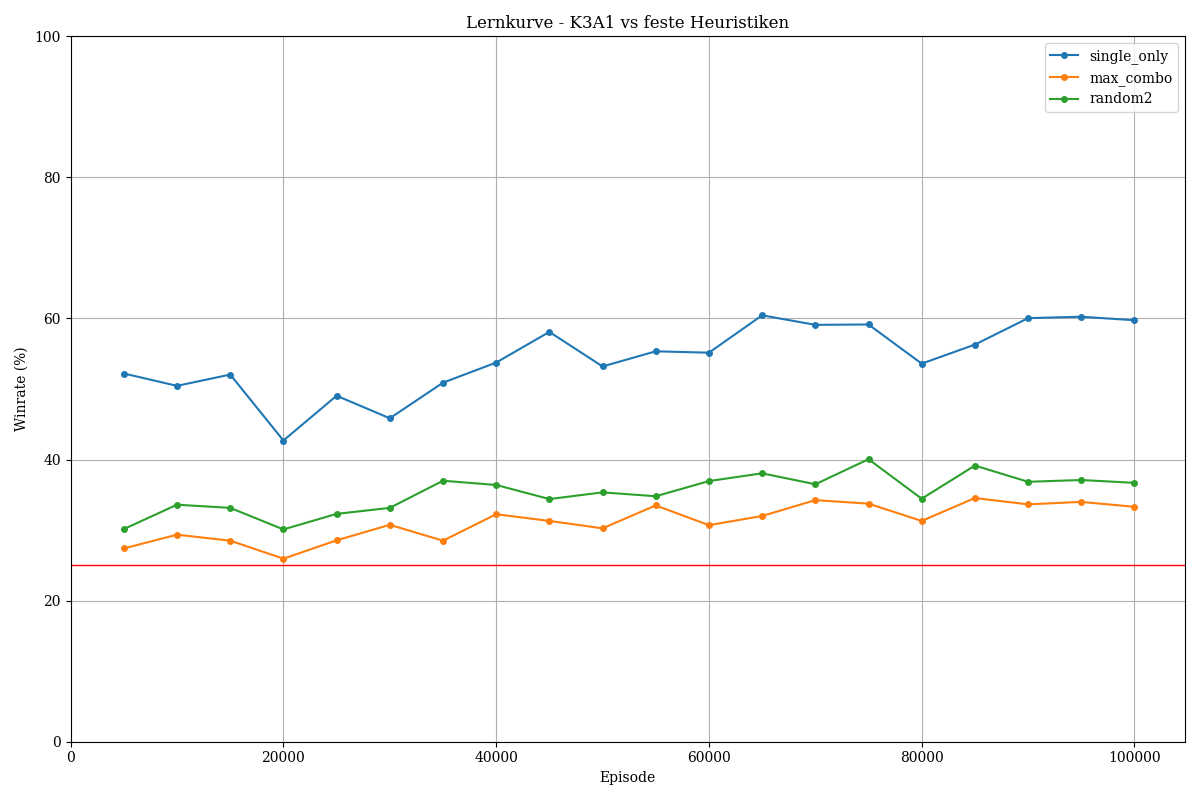 Lernkurve - K3A1 vs feste Heuristiken
100
80
60
40
20
0
Winrate (%)
single_only
max_combo
random2
0 20000 40000 60000 80000 100000
Episode